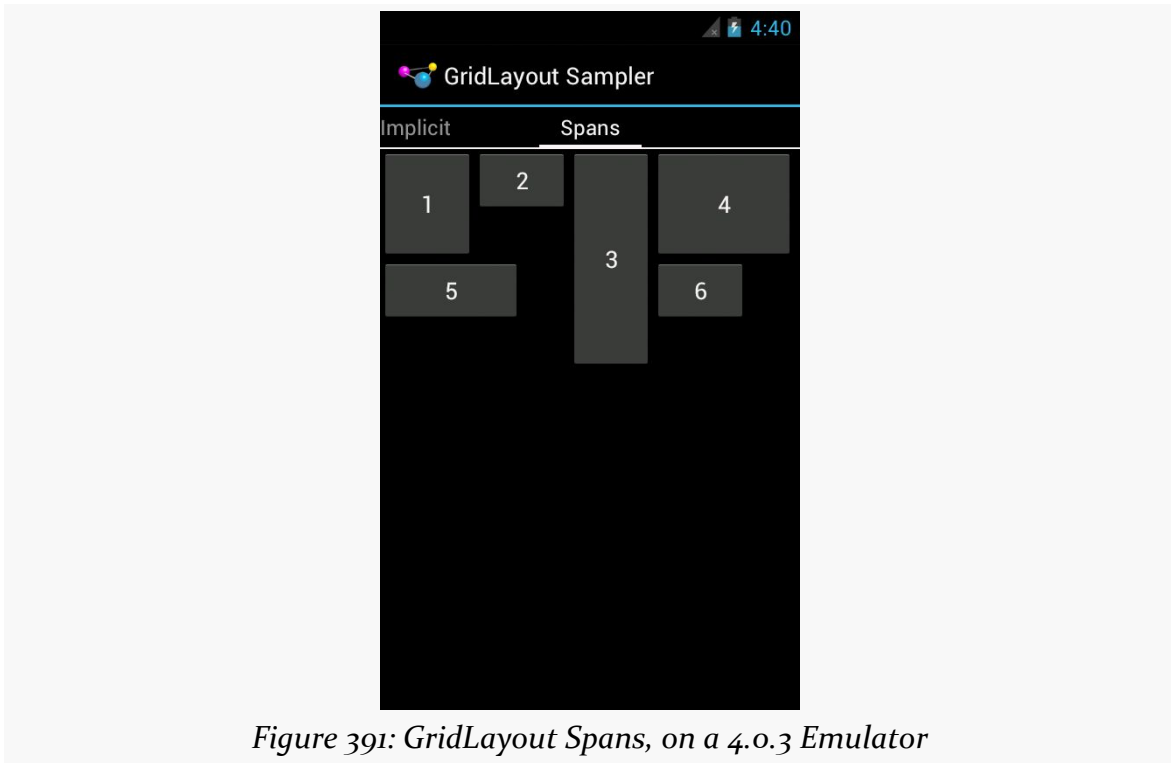 4:40
GridLayout Sampler
Implicit Spans
1 2 3 4
5 6
Figure 391: GridLayout Spans, on a 4.0.3 Emulator